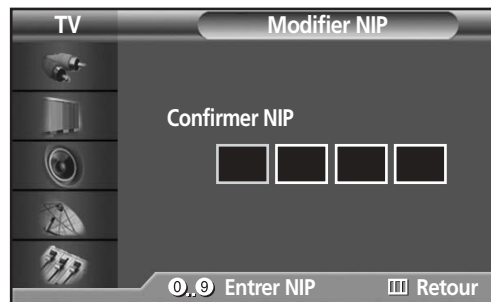 TV
Modifier NIP
Confirmer NIP
0..9 Entrer NIP
Retour